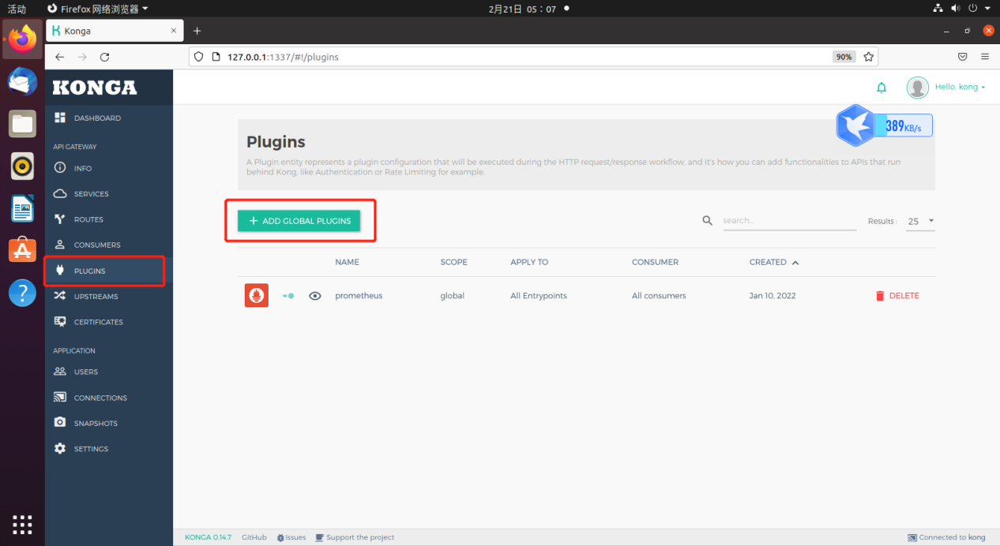 活动
Firefox 网络浏览器
2月21日 05：07
Konga
127.0.0.1:1337/#!/plugins
90%
KONGA
Hello, kong
DASHBOARD
API GATEWAY
INFO
SERVICES
ROUTES
CONSUMERS
PLUGINS
UPSTREAMS
CERTIFICATES
APPLICATION
USERS
CONNECTIONS
SNAPSHOTS
SETTINGS
389KB/s
Plugins
A Plugin entity represents a plugin configuration that will be executed during the HTTP request/response workflow, and it's how you can add functionalities to APIs that run
behind Kong, like Authentication or Rate Limiting for example.
+ ADD GLOBAL PLUGINS
search...
Results : 25
NAME SCOPE APPLY TO CONSUMER CREATED
prometheus global All Entrypoints All consumers Jan 10, 2022 DELETE
KONGA 0.14.7 GitHub Issues Support the project Connected to kong